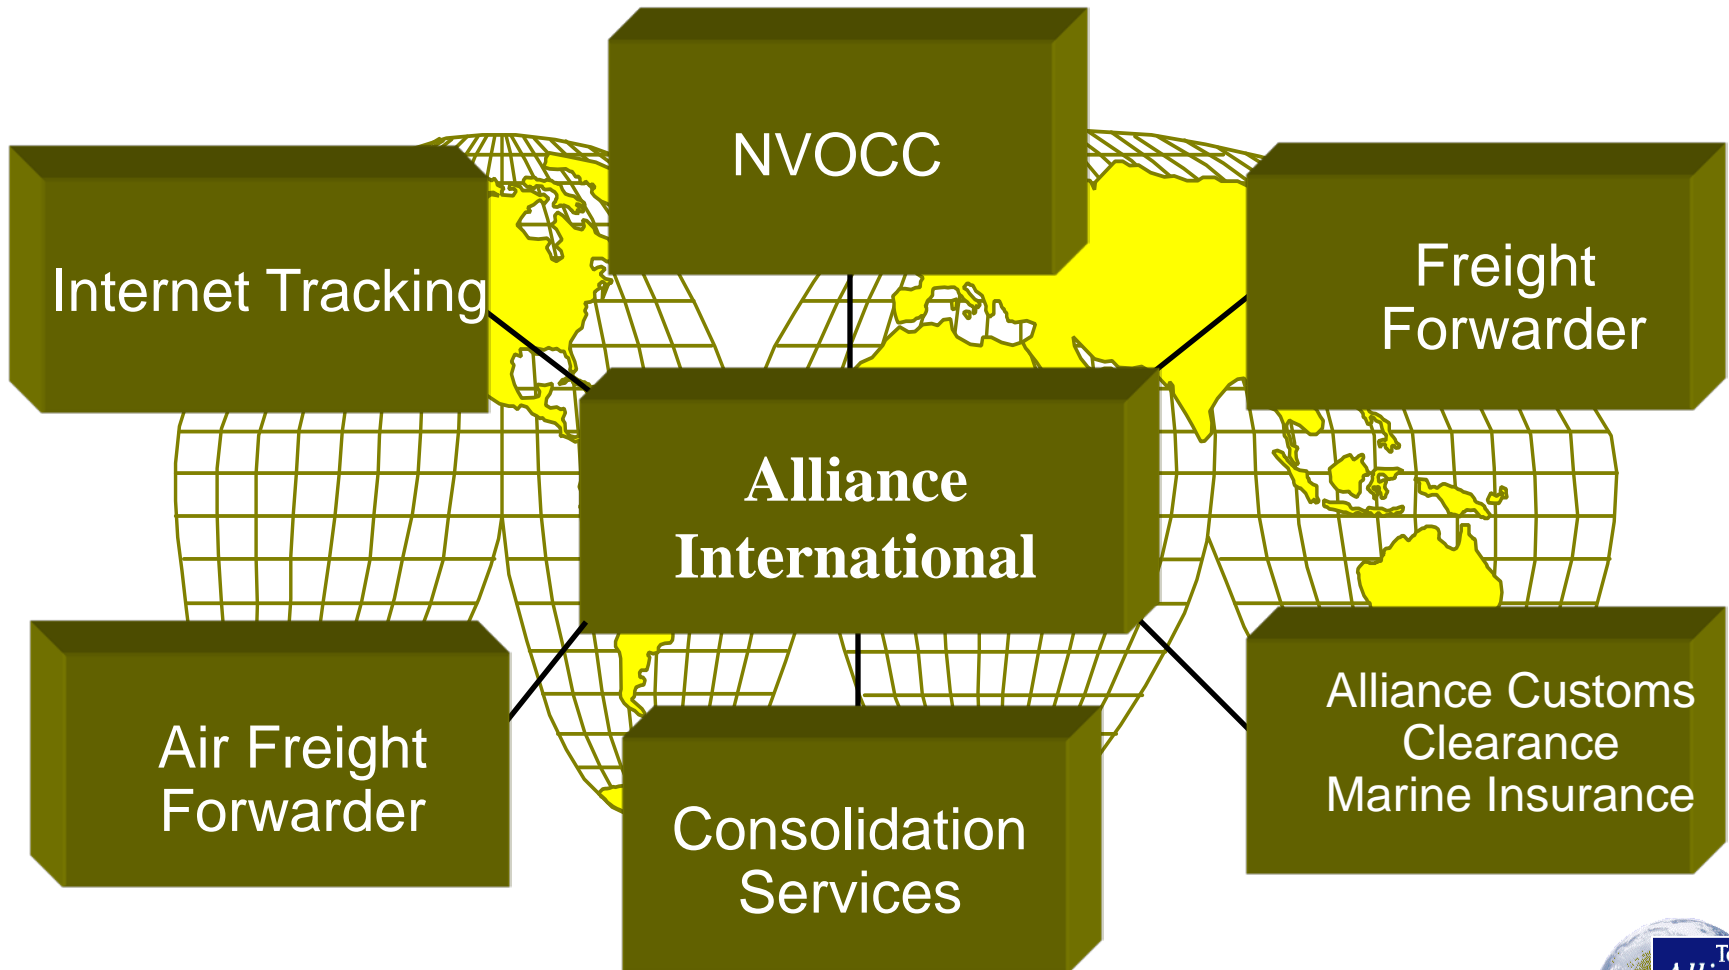 NVOCC
Internet Tracking
Freight
Forwarder
Alliance
International
Air Freight
Forwarder
Consolidation
Services
Alliance Customs
Clearance
Marine Insurance